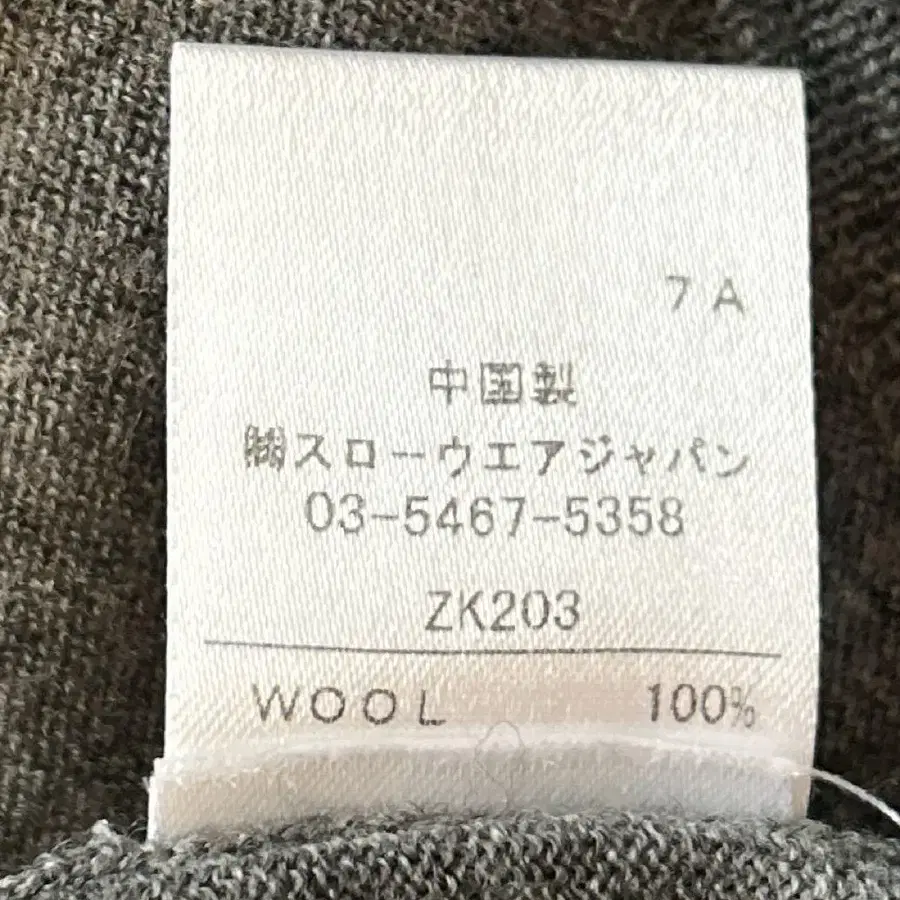 7 A
中国製
㈱スローウエアジャパン
03-5467-5358
ZK203
WOOL 100%